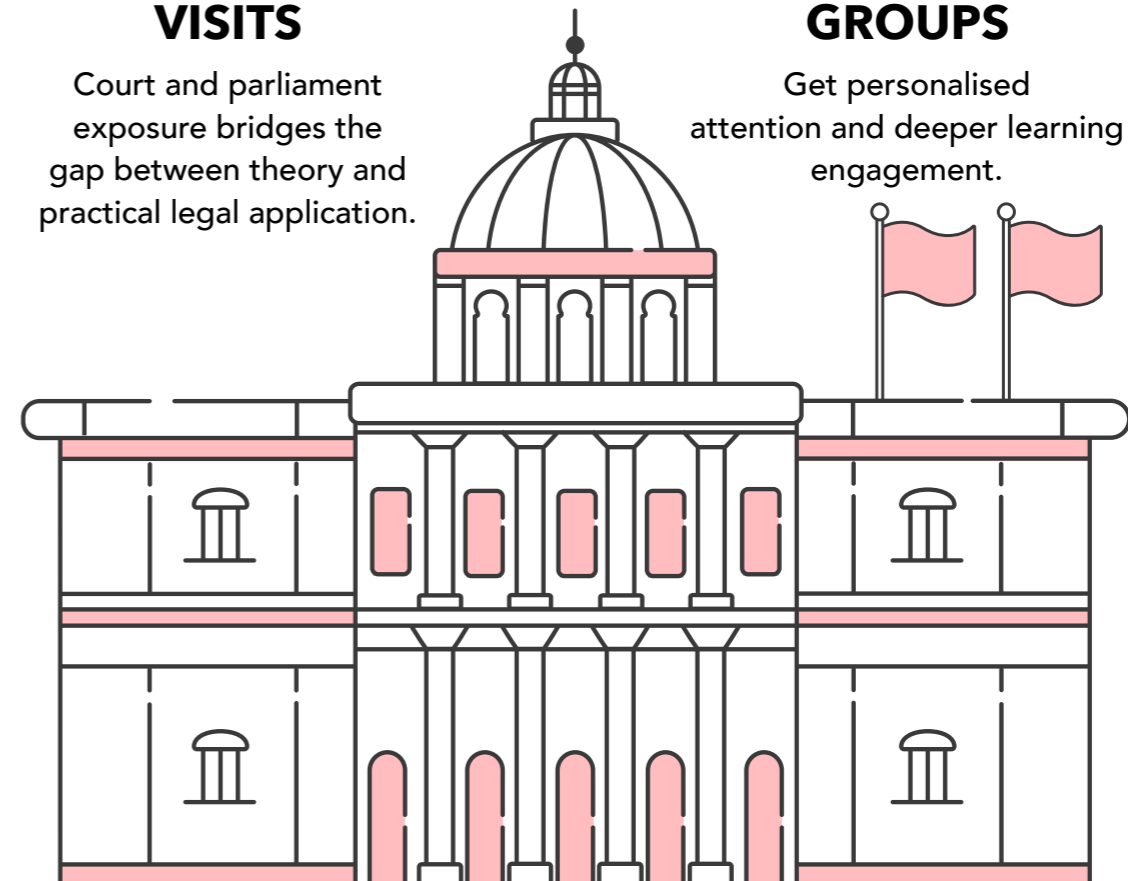 VISITS
Court and parliament
exposure bridges the
gap between theory and
practical legal application.
GROUPS
Get personalised
attention and deeper learning
engagement.